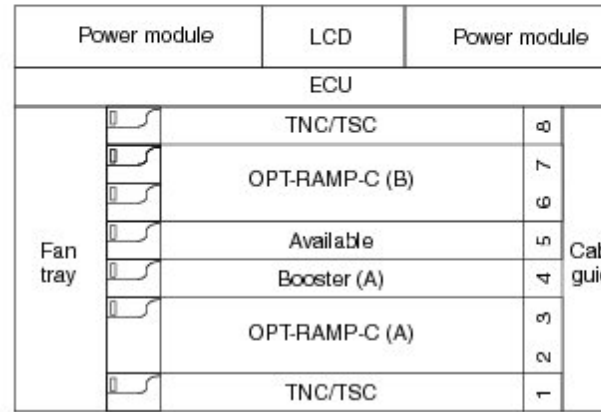 Power module LCD Power module
ECU
TNC/TSC 8
OPT-RAMP-C (B) 7
6
Available 5
Fan tray
Booster (A) 4
OPT-RAMP-C (A) 3
2
TNC/TSC 1